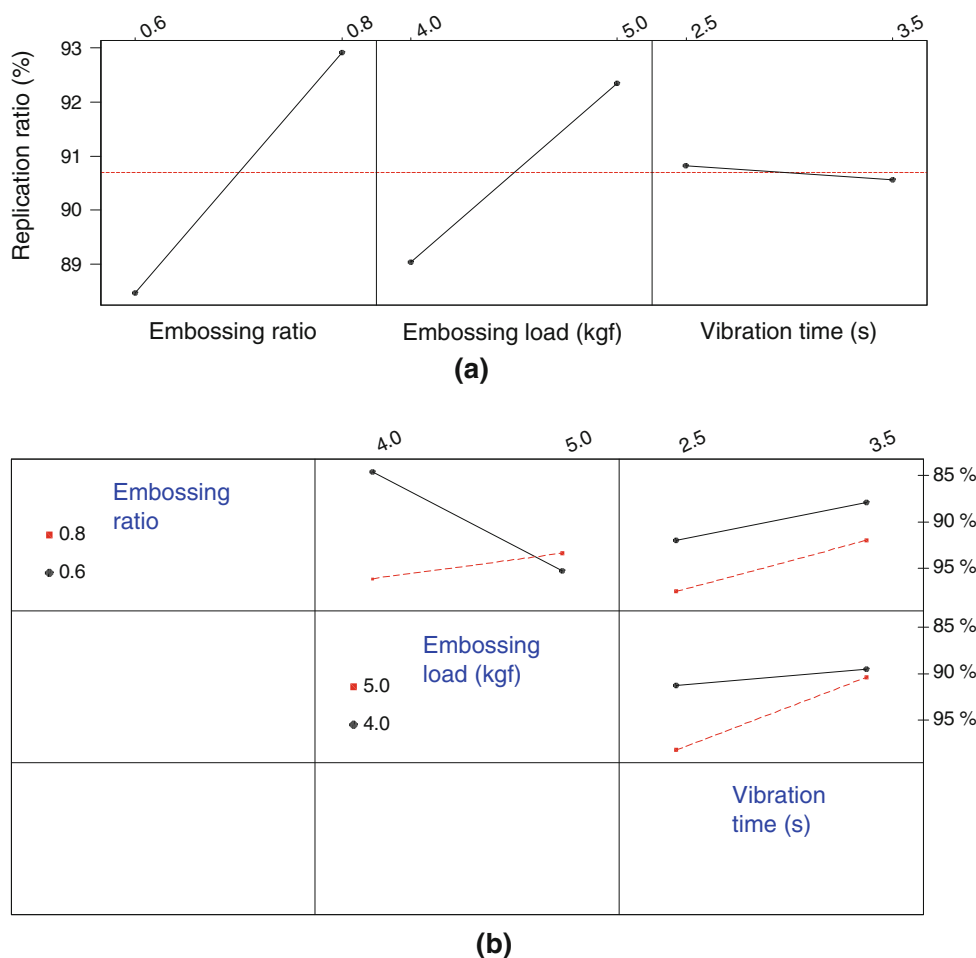 0.6 0.8 4.0 5.0 2.5 3.5
93
92
91
90
89
Replication ratio (%)
Embossing ratio Embossing load (kgf) Vibration time (s)
(a)
4.0 5.0 2.5 3.5
Embossing
ratio
0.8
0.6
85 %
90 %
95 %
Embossing
load (kgf)
5.0
4.0
85 %
90 %
95 %
Vibration
time (s)
(b)